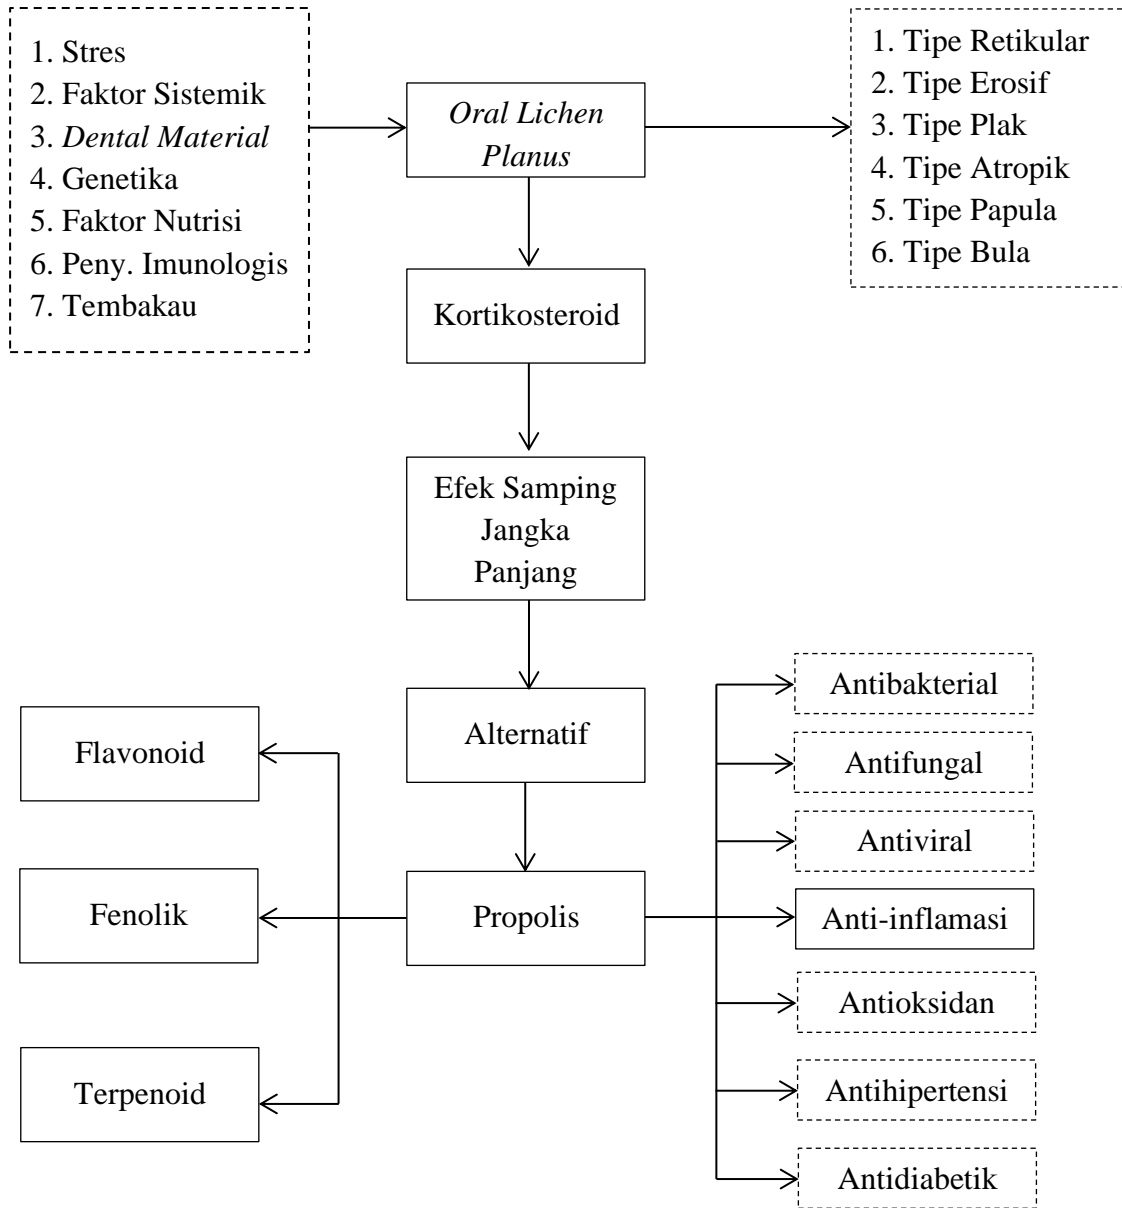 1. Stres
2. Faktor Sistemik
3. Dental Material
4. Genetika
5. Faktor Nutrisi
6. Peny. Imunologis
7. Tembakau
Oral Lichen
Planus
1. Tipe Retikular
2. Tipe Erosif
3. Tipe Plak
4. Tipe Atropik
5. Tipe Papula
6. Tipe Bula
Kortikosteroid
Efek Samping
Jangka
Panjang
Alternatif
Propolis
Flavonoid
Fenolik
Terpenoid
Antibakterial
Antifungal
Antiviral
Anti-inflamasi
Antioksidan
Antihipertensi
Antidiabetik